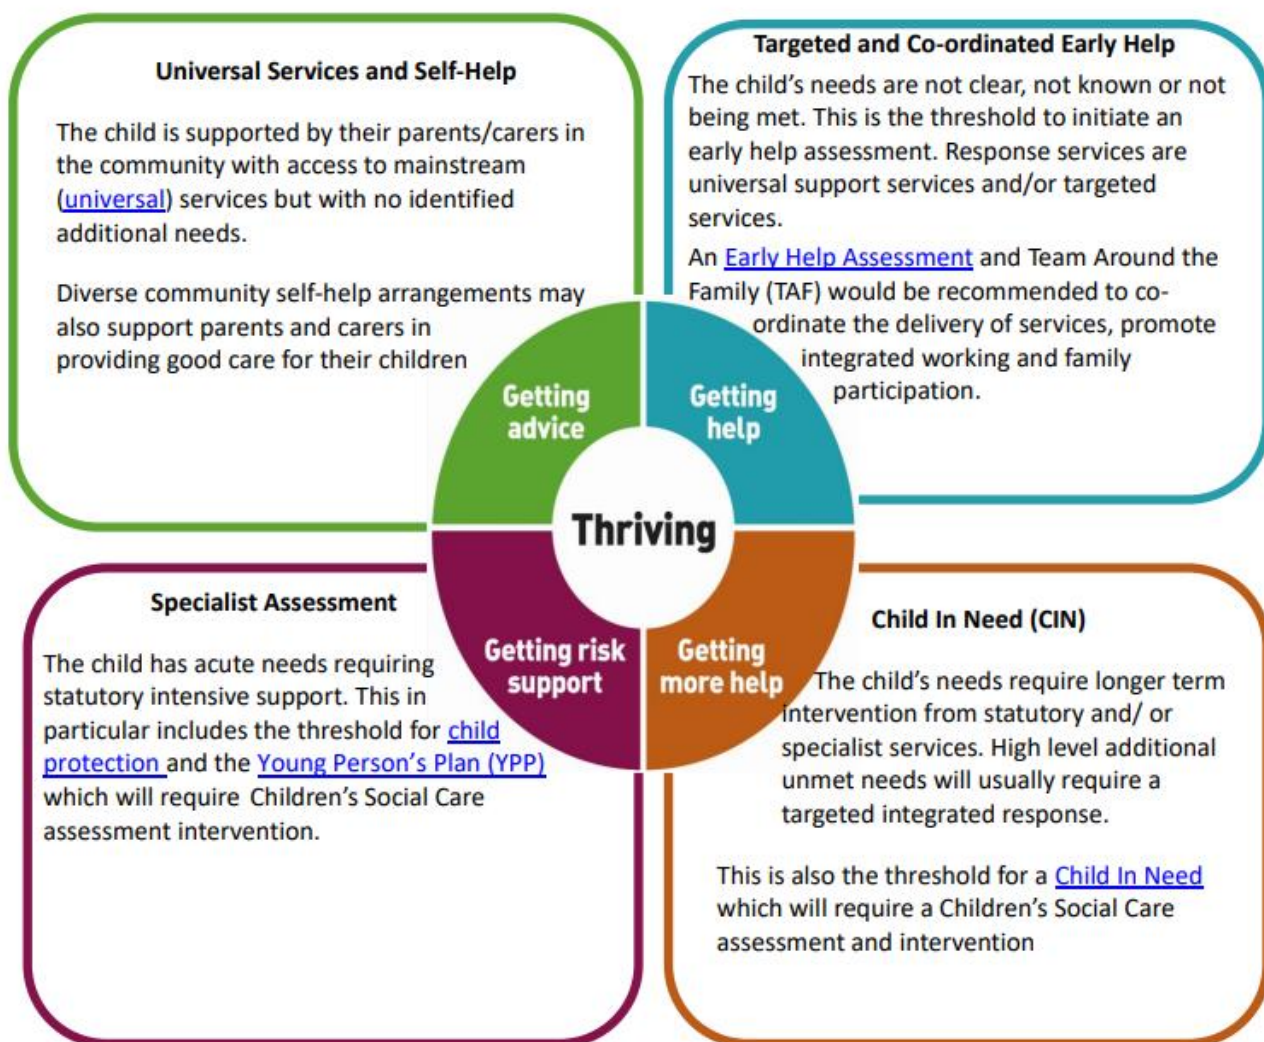 Universal Services and Self-Help
The child is supported by their parents/carers in
the community with access to mainstream
(universal) services but with no identified
additional needs.
Diverse community self-help arrangements may
also support parents and carers in
providing good care for their children
Targeted and Co-ordinated Early Help
The child’s needs are not clear, not known or not
being met. This is the threshold to initiate an
early help assessment. Response services are
universal support services and/or targeted
services.
An Early Help Assessment and Team Around the
Family (TAF) would be recommended to co-
ordinate the delivery of services, promote
integrated working and family
participation.
Getting
advice
Getting
help
Thriving
Getting risk
support
Getting
more help
Specialist Assessment
The child has acute needs requiring
statutory intensive support. This in
particular includes the threshold for child
protection and the Young Person’s Plan (YPP)
which will require Children’s Social Care
assessment intervention.
Child In Need (CIN)
The child’s needs require longer term
intervention from statutory and/ or
specialist services. High level additional
unmet needs will usually require a
targeted integrated response.
This is also the threshold for a Child In Need
which will require a Children’s Social Care
assessment and intervention